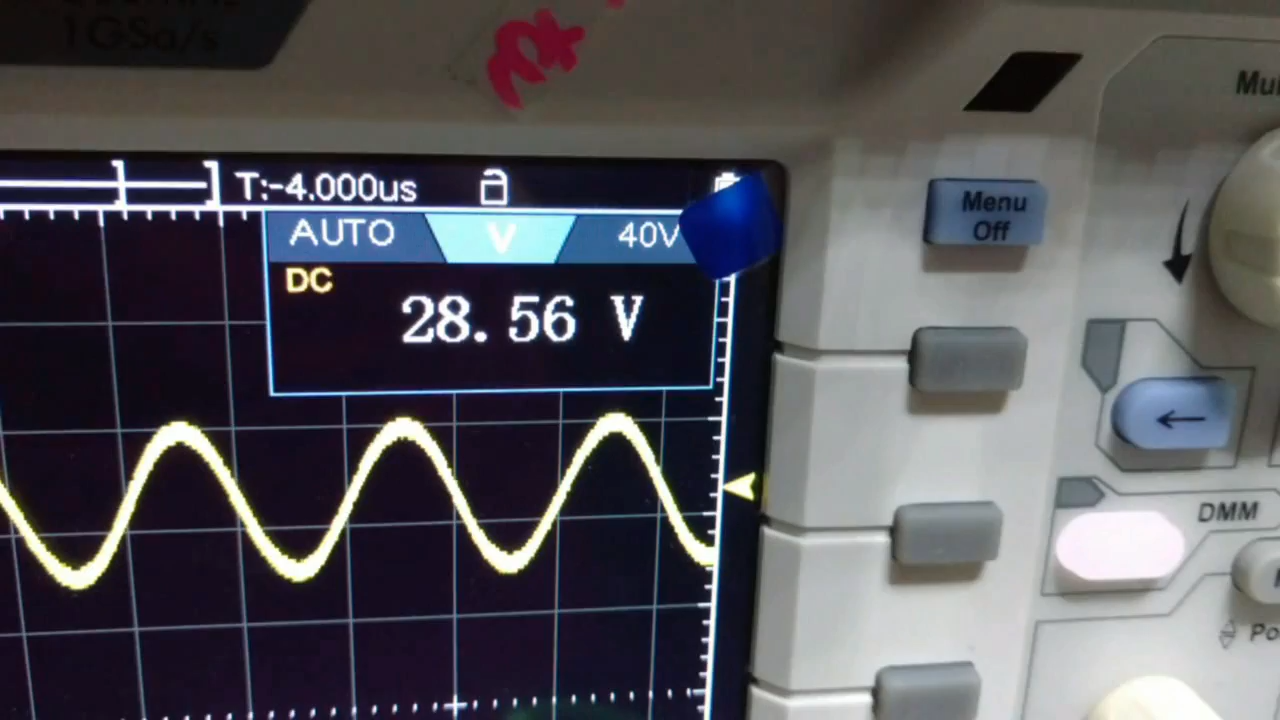 1GSa/s
T:-4.000us
AUTO V 40V
DC
28.56 V
Menu
Off
DMM